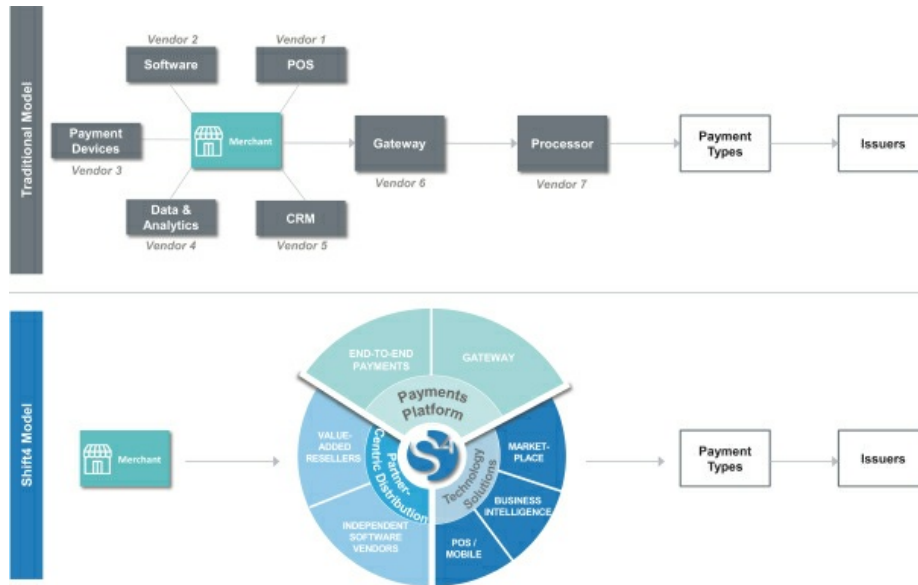 Traditional Model
Vendor 2
Software
Vendor 1
POS
Payment
Devices
Vendor 3
Merchant
Gateway
Vendor 6
Processor
Vendor 7
Payment
Types
Issuers
Data &
Analytics
Vendor 4
CRM
Vendor 5
Shift4 Model
Merchant
END-TO-END
PAYMENTS
GATEWAY
Payments
Platform
VALUE-
ADDED
RESELLERS
Partner-
Centric Distribution
S4
Technology
Solutions
MARKET-
PLACE
BUSINESS
INTELLIGENCE
INDEPENDENT
SOFTWARE
VENDORS
POS /
MOBILE
Payment
Types
Issuers